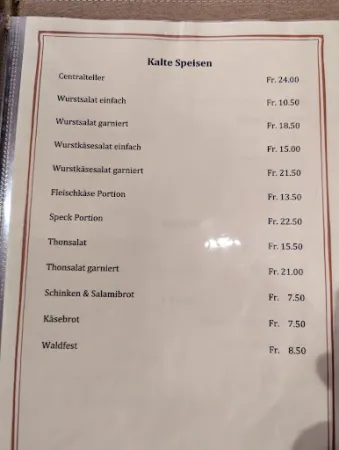 Kalte Speisen
Centralteller Fr. 24.00
Wurstsalat einfach Fr. 10.50
Wurstsalat garniert Fr. 18.50
Wurstkäsesalat einfach Fr. 15.00
Wurstkäsesalat garniert Fr. 21.50
Fleischkäse Portion Fr. 13.50
Speck Portion Fr. 22.50
Thonsalat Fr. 15.50
Thonsalat garniert Fr. 21.00
Schinken & Salamibrot Fr. 7.50
Käsebrot Fr. 7.50
Waldfest Fr. 8.50